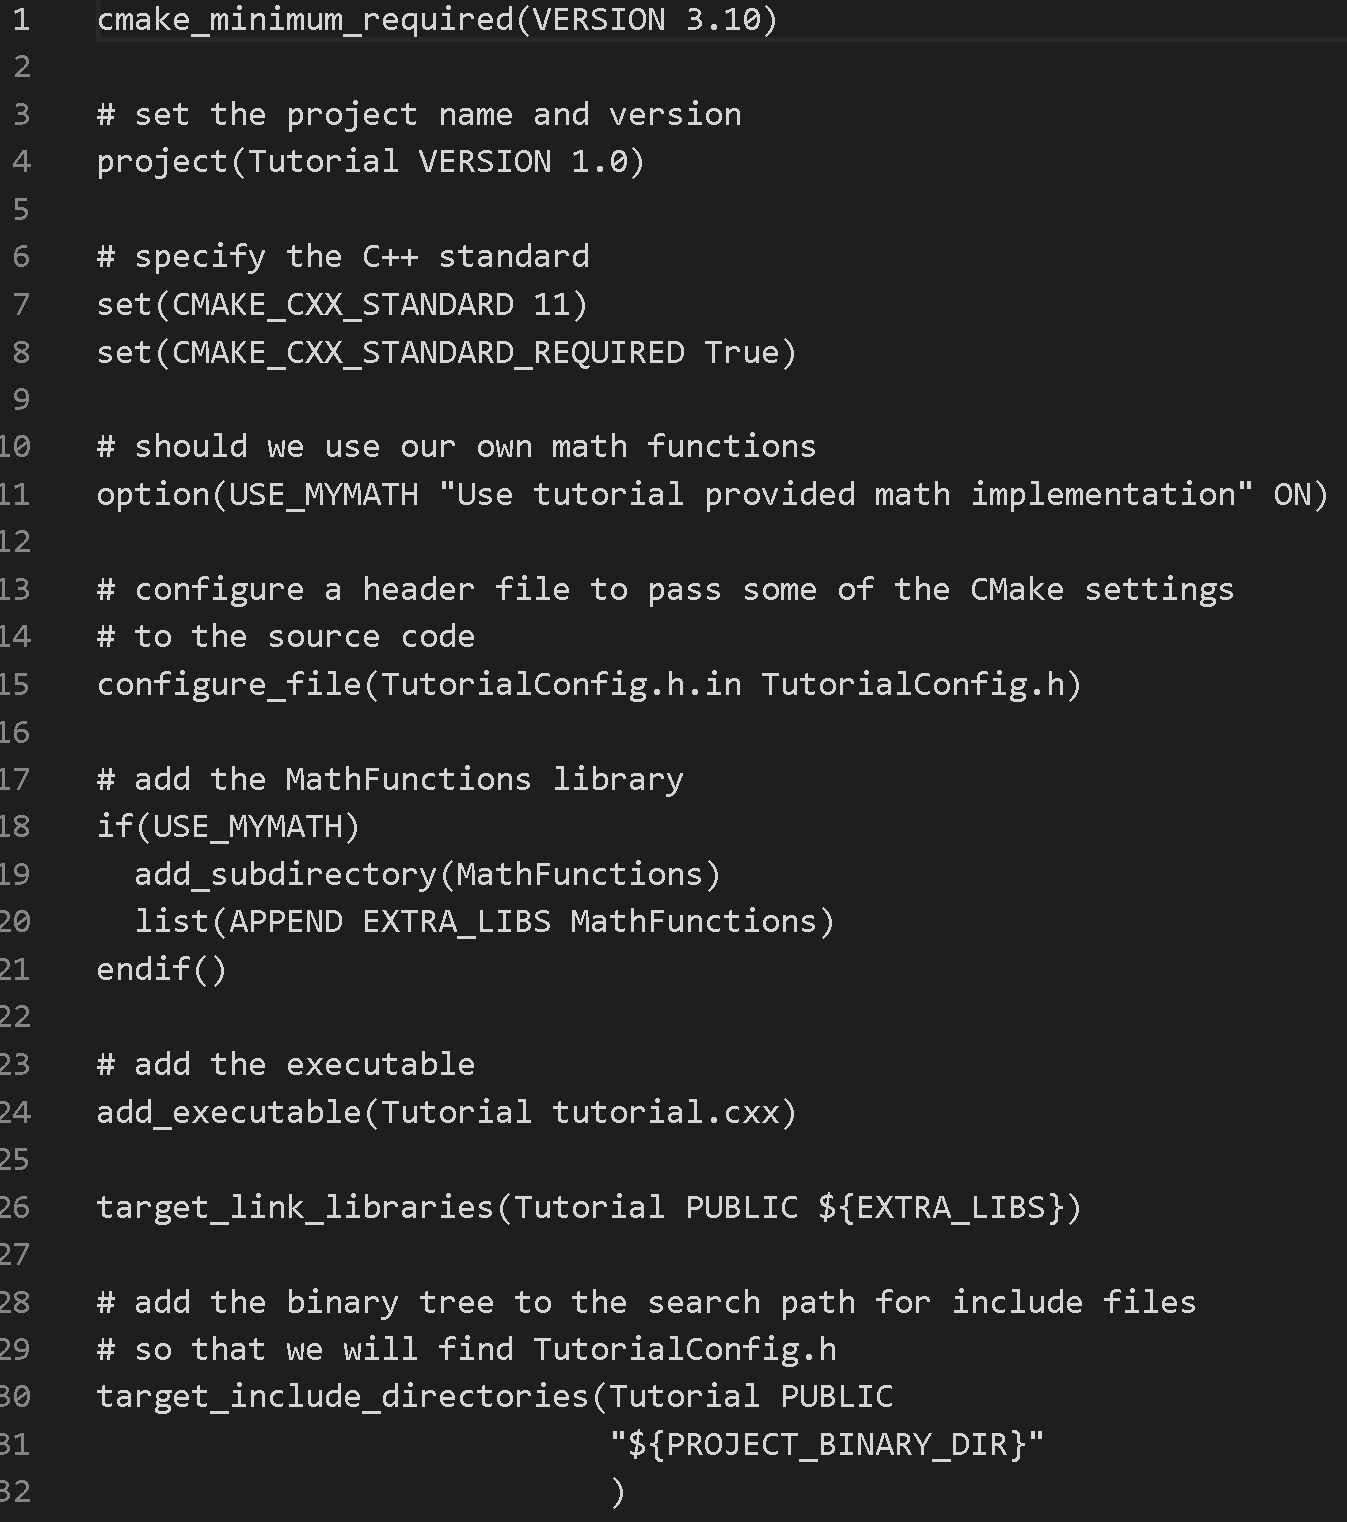 1 cmake_minimum_required(VERSION 3.10)
2
3 # set the project name and version
4 project(Tutorial VERSION 1.0)
5
6 # specify the C++ standard
7 set(CMAKE_CXX_STANDARD 11)
8 set(CMAKE_CXX_STANDARD_REQUIRED True)
9
10 # should we use our own math functions
11 option(USE_MYMATH "Use tutorial provided math implementation" ON)
12
13 # configure a header file to pass some of the CMake settings
14 # to the source code
15 configure_file(TutorialConfig.h.in TutorialConfig.h)
16
17 # add the MathFunctions library
18 if(USE_MYMATH)
19   add_subdirectory(MathFunctions)
20   list(APPEND EXTRA_LIBS MathFunctions)
21 endif()
22
23 # add the executable
24 add_executable(Tutorial tutorial.cxx)
25
26 target_link_libraries(Tutorial PUBLIC ${EXTRA_LIBS})
27
28 # add the binary tree to the search path for include files
29 # so that we will find TutorialConfig.h
30 target_include_directories(Tutorial PUBLIC
31                            "${PROJECT_BINARY_DIR}"
32                            )